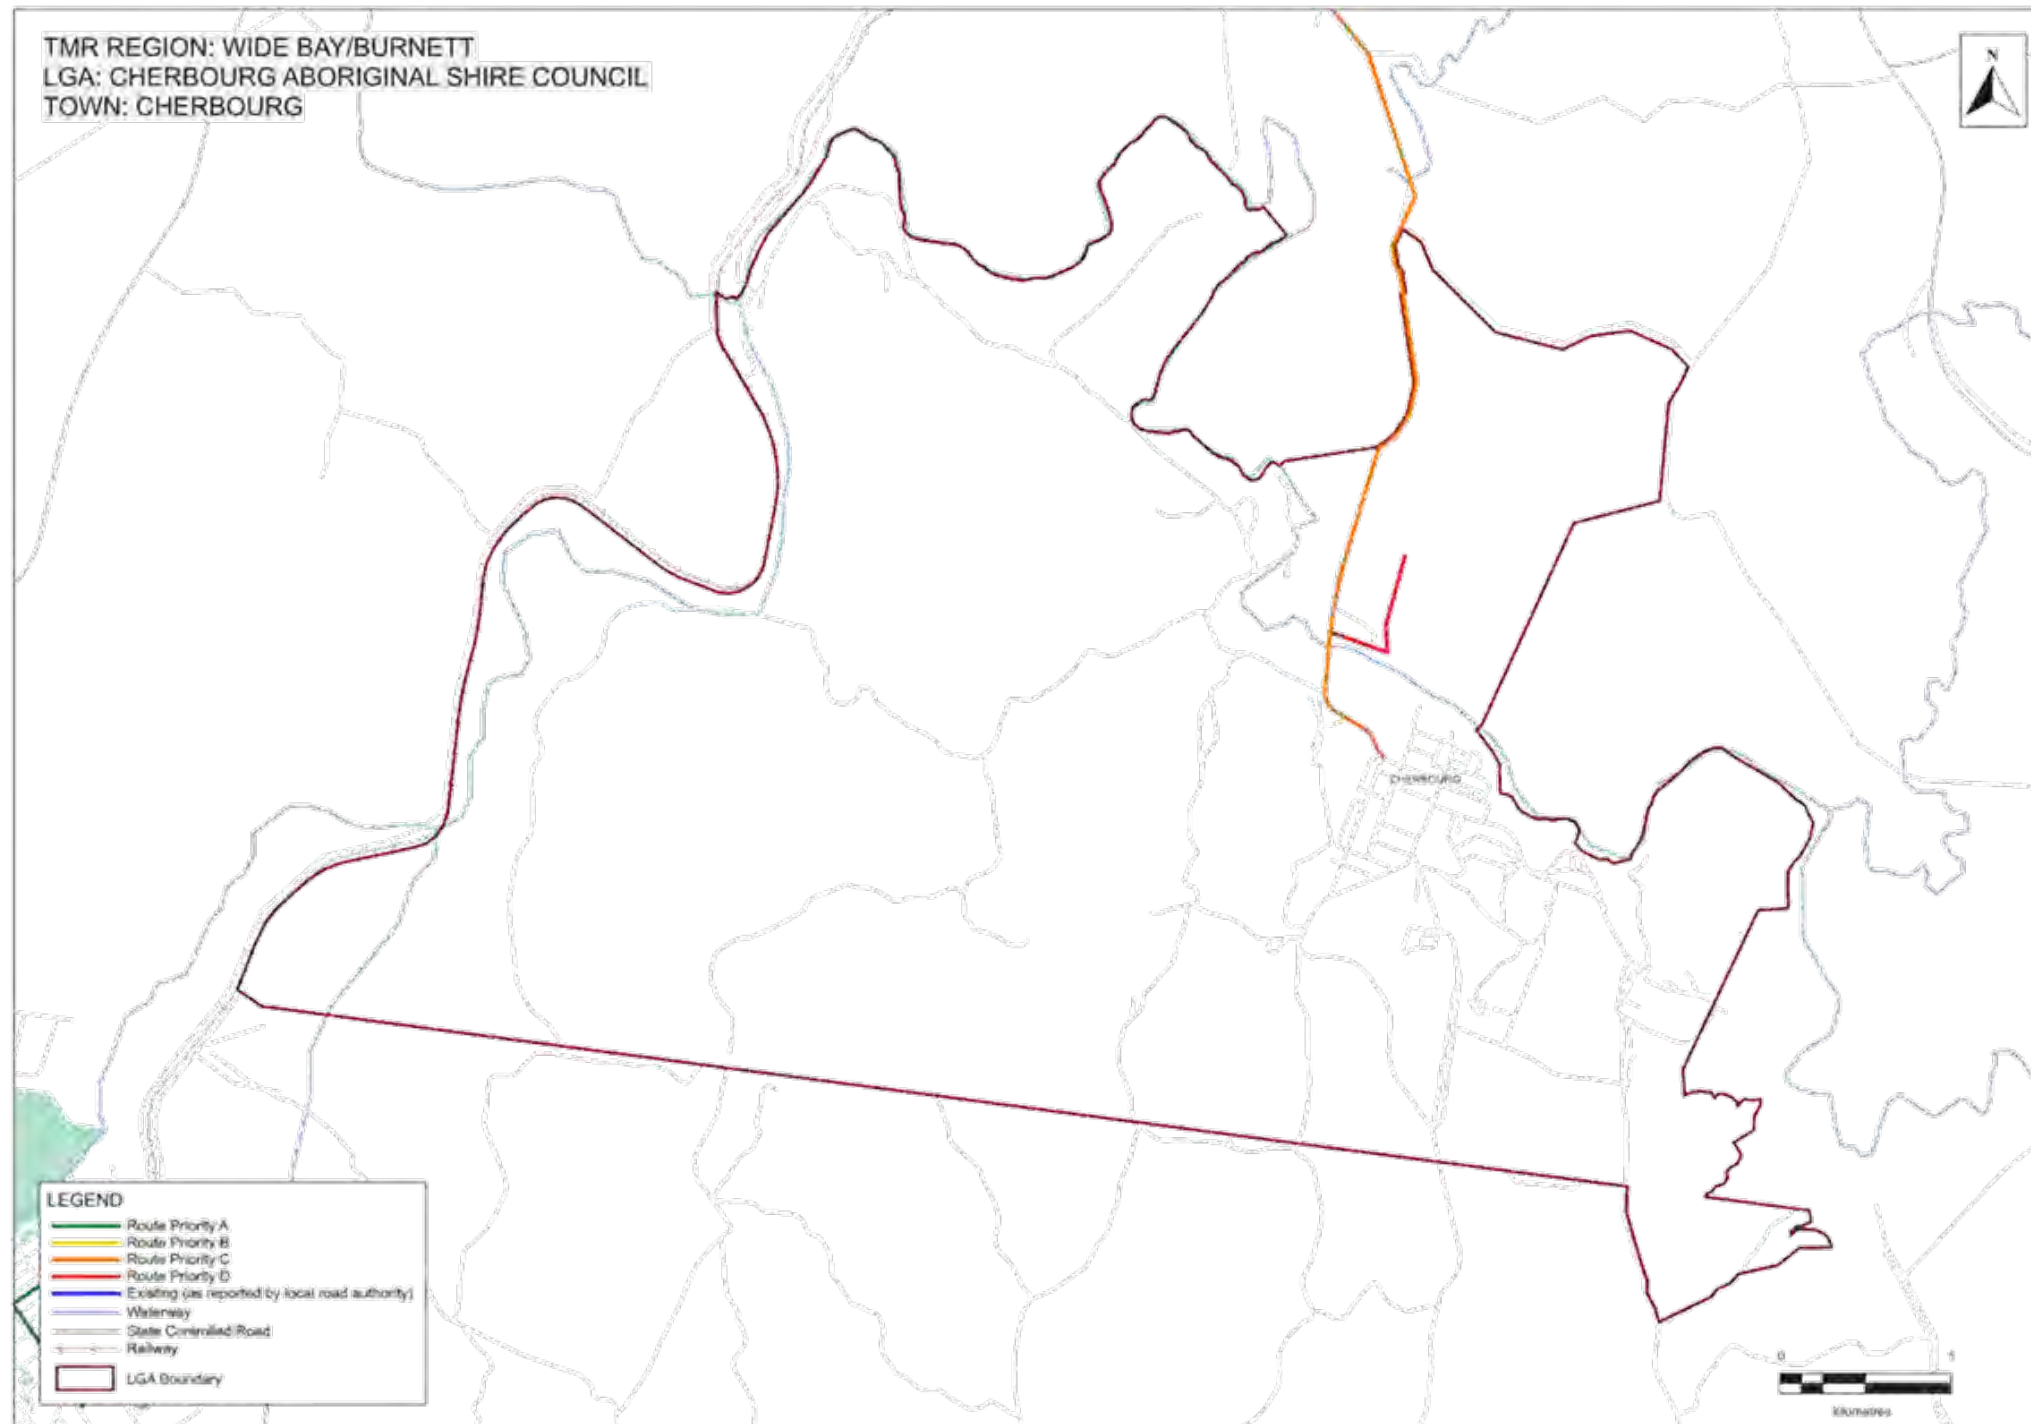 TMR REGION: WIDE BAY/BURNETT
LGA: CHERBOURG ABORIGINAL SHIRE COUNCIL
TOWN: CHERBOURG
N
CHERBOURG
LEGEND
Route Priority A
Route Priority B
Route Priority C
Route Priority D
Existing (as reported by local road authority)
Waterway
State Controlled Road
Railway
LGA Boundary
0
Kilometres